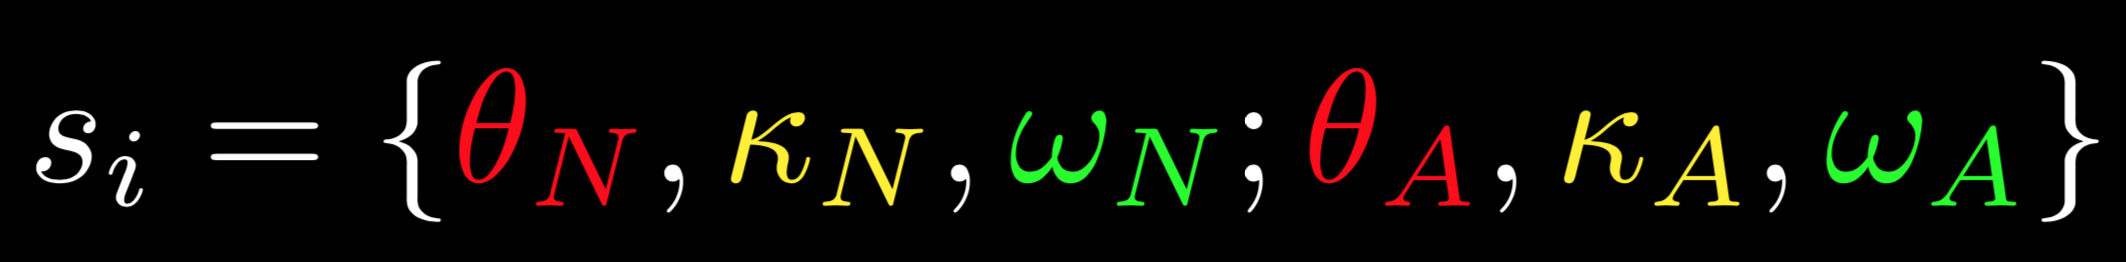 s_i = {θ_N, κ_N, ω_N; θ_A, κ_A, ω_A}